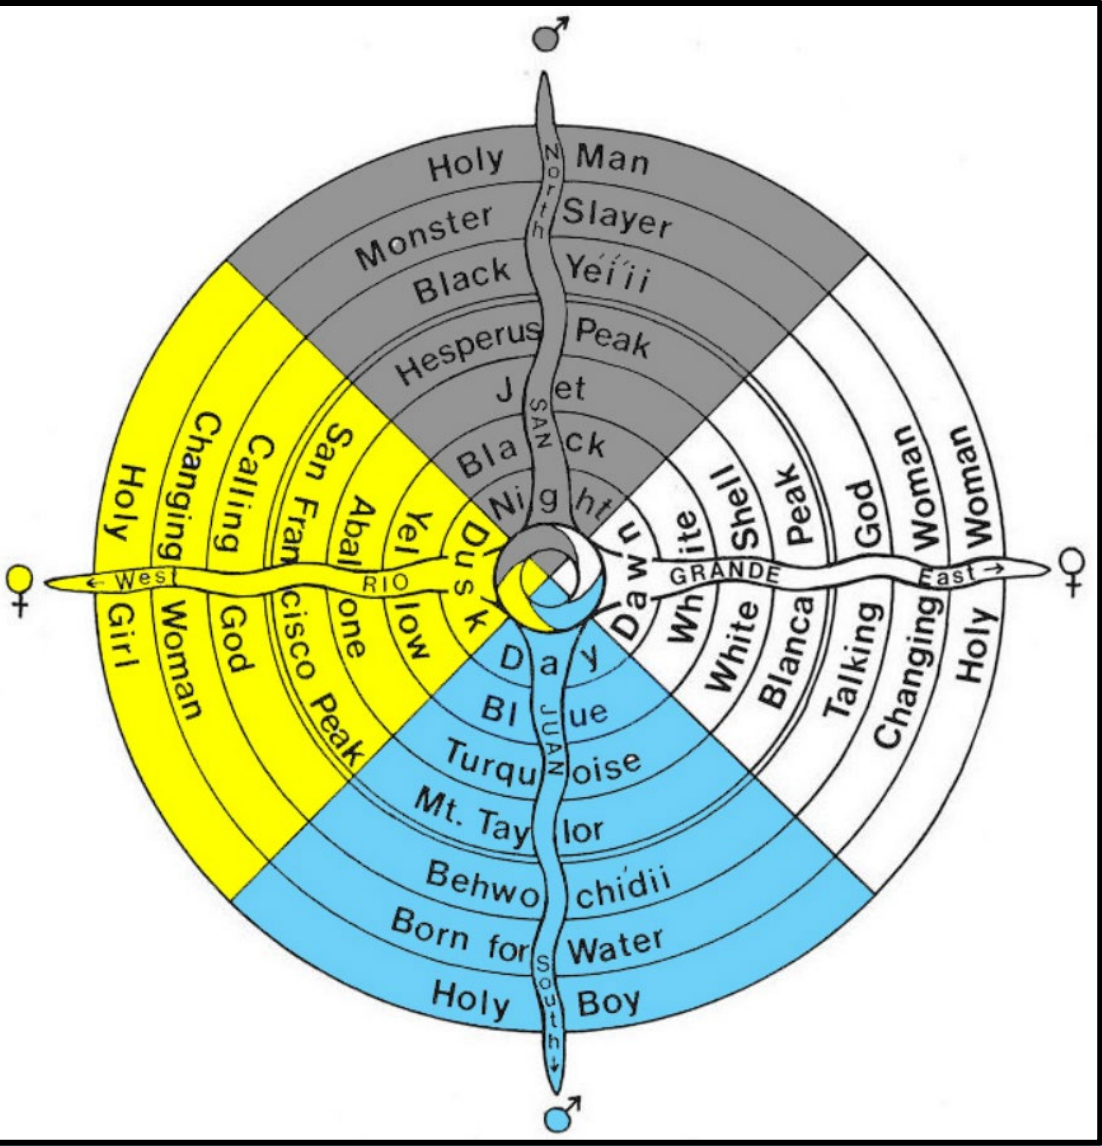 North
Holy Man
Monster Slayer
Black Yéí'ii
Hesperus Peak
Jet
Black
Night
SAN
Holy Girl
Changing Woman
Calling God
San Francisco Peak
Abalone
Yellow
Dusk
← West
RIO
Dawn
White
White Shell
Blanca Peak
Talking God
Changing Woman
Holy Woman
GRANDE
East →
Day
Blue
Turquoise
Mt. Taylor
Behwochídii
Born for Water
Holy Boy
JUAN
South →